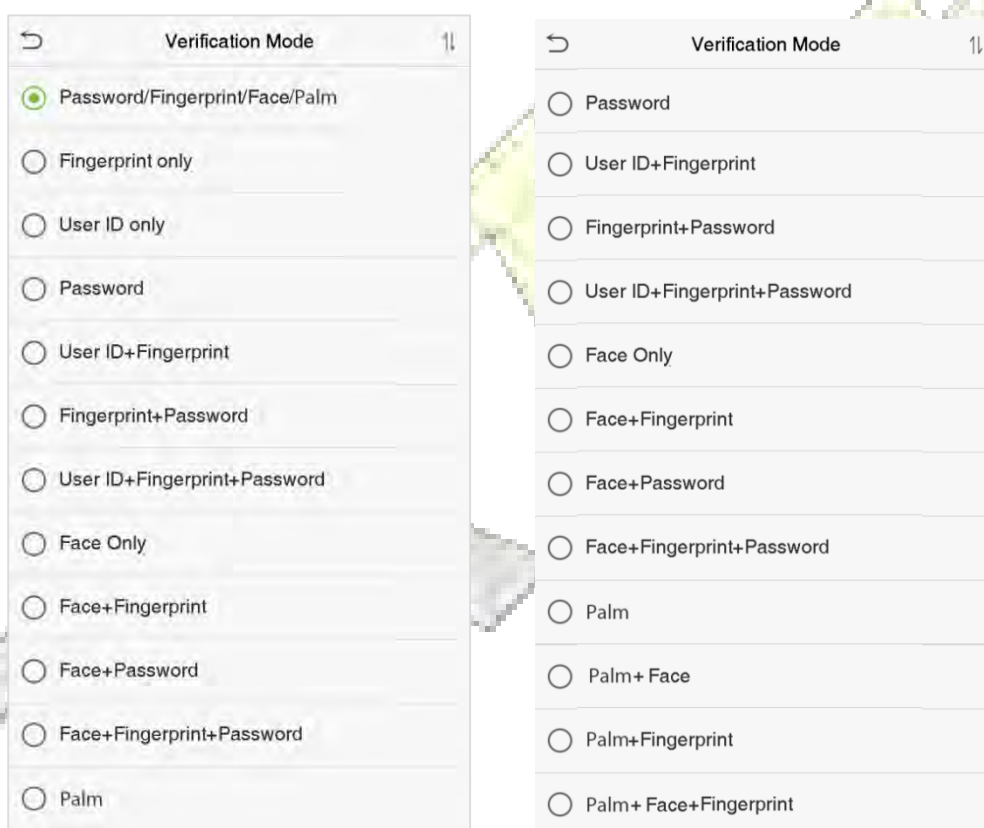 Verification Mode
Password/Fingerprint/Face/Palm
Fingerprint only
User ID only
Password
User ID+Fingerprint
Fingerprint+Password
User ID+Fingerprint+Password
Face Only
Face+Fingerprint
Face+Password
Face+Fingerprint+Password
Palm
Verification Mode
Password
User ID+Fingerprint
Fingerprint+Password
User ID+Fingerprint+Password
Face Only
Face+Fingerprint
Face+Password
Face+Fingerprint+Password
Palm
Palm+ Face
Palm+Fingerprint
Palm+ Face+Fingerprint